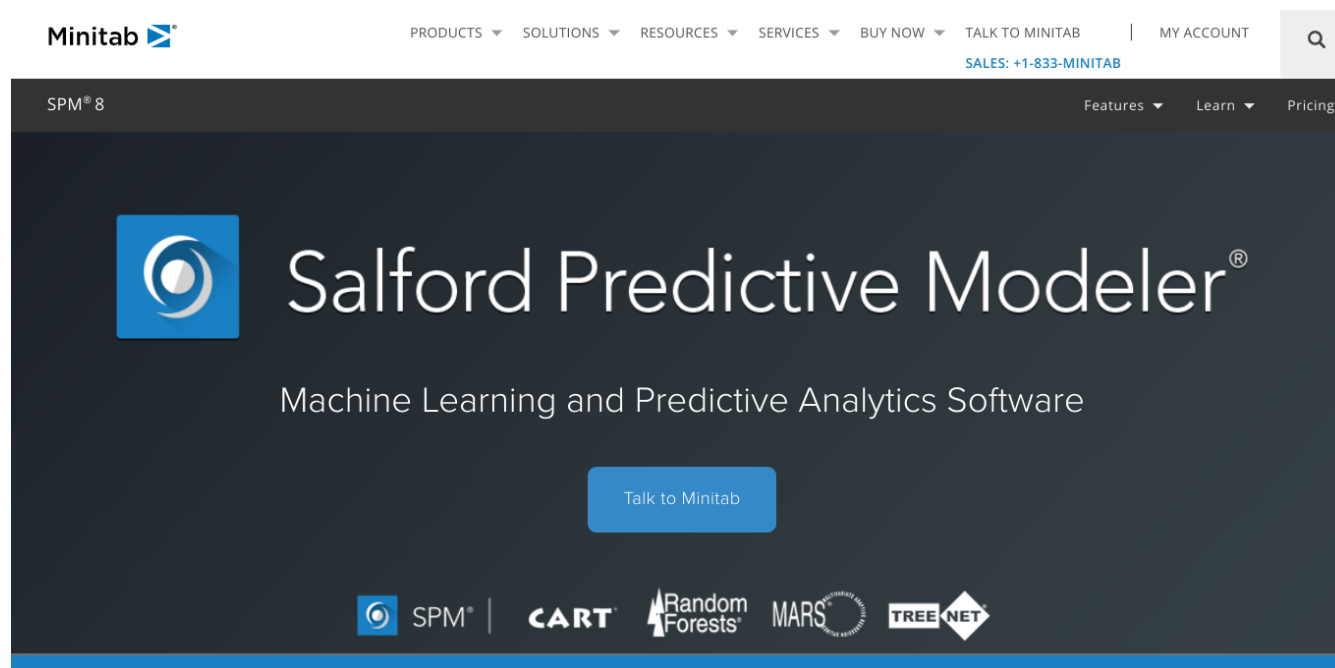 Minitab
PRODUCTS SOLUTIONS RESOURCES SERVICES BUY NOW TALK TO MINITAB | MY ACCOUNT
SALES: +1-833-MINITAB
SPM® 8 Features Learn Pricing
Salford Predictive Modeler®
Machine Learning and Predictive Analytics Software
Talk to Minitab
SPM® | CART® Random Forests® MARS® TREE NET®